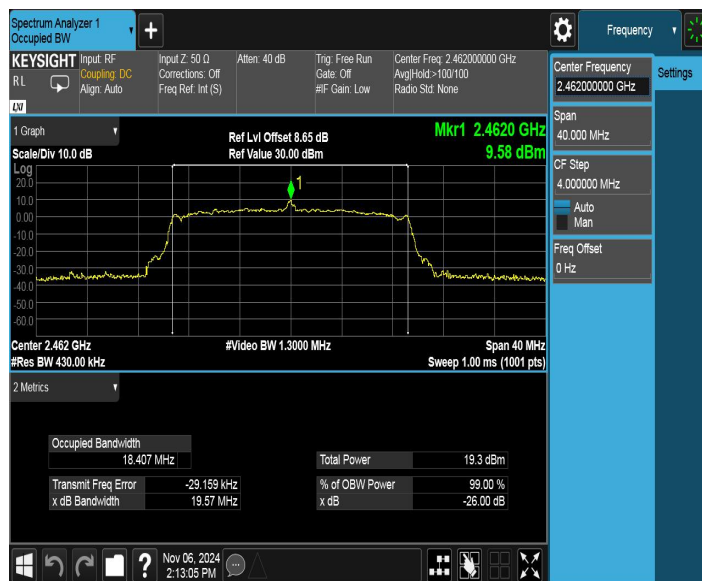 Spectrum Analyzer 1
Occupied BW
Frequency
KEYSIGHT
RL
LXI
Input: RF
Coupling: DC
Align: Auto
Input Z: 50 Ω
Corrections: Off
Freq Ref: Int (S)
Atten: 40 dB
Trig: Free Run
Gate: Off
#IF Gain: Low
Center Freq: 2.462000000 GHz
Avg|Hold:>100/100
Radio Std: None
Center Frequency
2.462000000 GHz
Settings
Span
40.000 MHz
CF Step
4.000000 MHz
Auto
Man
Freq Offset
0 Hz
1 Graph
Scale/Div 10.0 dB
Ref Lvl Offset 8.65 dB
Ref Value 30.00 dBm
Mkr1 2.4620 GHz
9.58 dBm
Log
20.0
10.0
0.00
-10.0
-20.0
-30.0
-40.0
-50.0
-60.0
1
Center 2.462 GHz
#Res BW 430.00 kHz
#Video BW 1.3000 MHz
Span 40 MHz
Sweep 1.00 ms (1001 pts)
2 Metrics
Occupied Bandwidth
18.407 MHz
Transmit Freq Error -29.159 kHz
x dB Bandwidth 19.57 MHz
Total Power 19.3 dBm
% of OBW Power 99.00 %
x dB -26.00 dB
?
Nov 06, 2024
2:13:05 PM